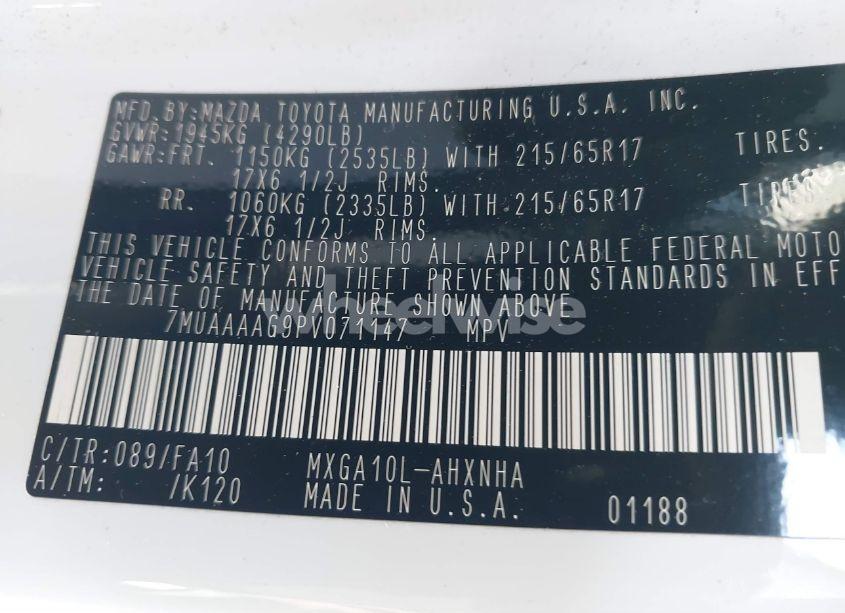 MFD.BY:MAZDA TOYOTA MANUFACTURING U.S.A. INC.
GVWR:1945KG (4290LB)
GAWR:FRT. 1150KG (2535LB) WITH 215/65R17 TIRES.
17X6 1/2J RIMS.
RR. 1060KG (2335LB) WITH 215/65R17 TIRES
17X6 1/2J RIMS.
THIS VEHICLE CONFORMS TO ALL APPLICABLE FEDERAL MOTO
VEHICLE SAFETY AND THEFT PREVENTION STANDARDS IN EFF
THE DATE OF MANUFACTURE SHOWN ABOVE
wheelwise
7MUAAAAG9PV071147 MPV
C/TR:089/FA10 MXGA10L-AHXNHA
A/TM: /K120 MADE IN U.S.A. 01188